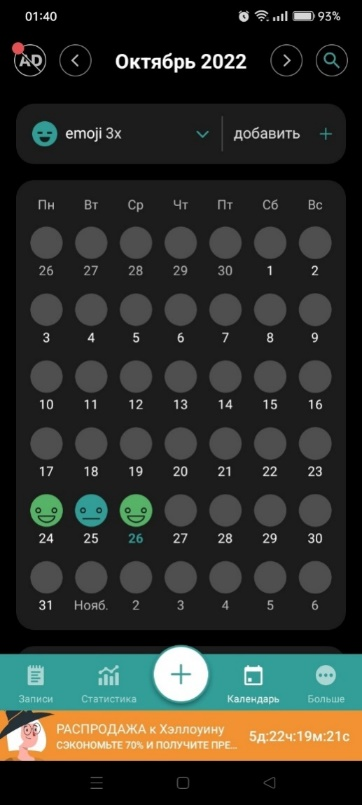 01:40 93%
AD Октябрь 2022
emoji 3x добавить +
Пн Вт Ср Чт Пт Сб Вс
26 27 28 29 30 1 2
3 4 5 6 7 8 9
10 11 12 13 14 15 16
17 18 19 20 21 22 23
24 25 26 27 28 29 30
31 Нояб. 2 3 4 5 6
Записи Статистика + Календарь Больше
РАСПРОДАЖА к Хэллоуину
СЭКОНОМЬТЕ 70% И ПОЛУЧИТЕ ПРЕ... 5д:22ч:19м:21с